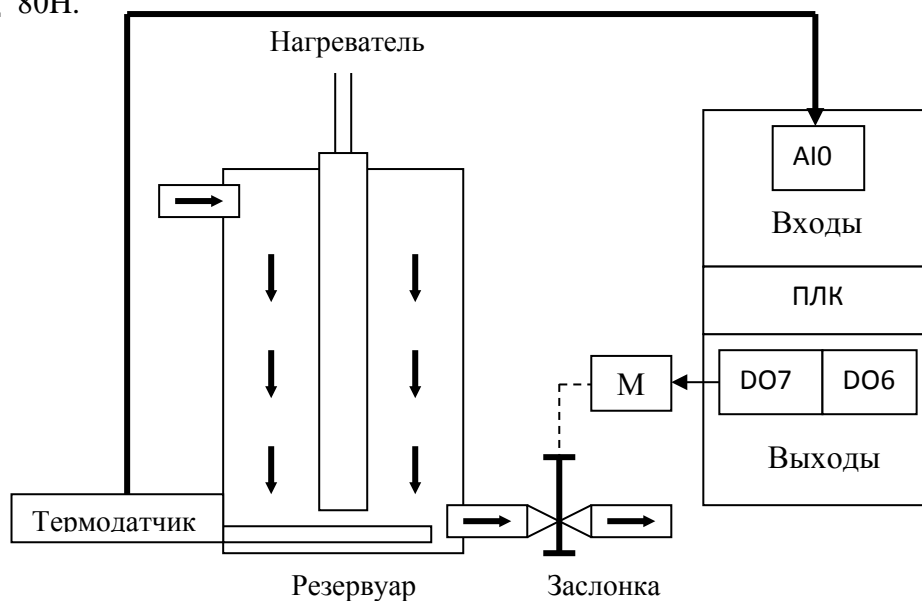 80Н.
Нагреватель
AI0
Входы
ПЛК
М
DO7
DO6
Выходы
Термодатчик
Резервуар
Заслонка